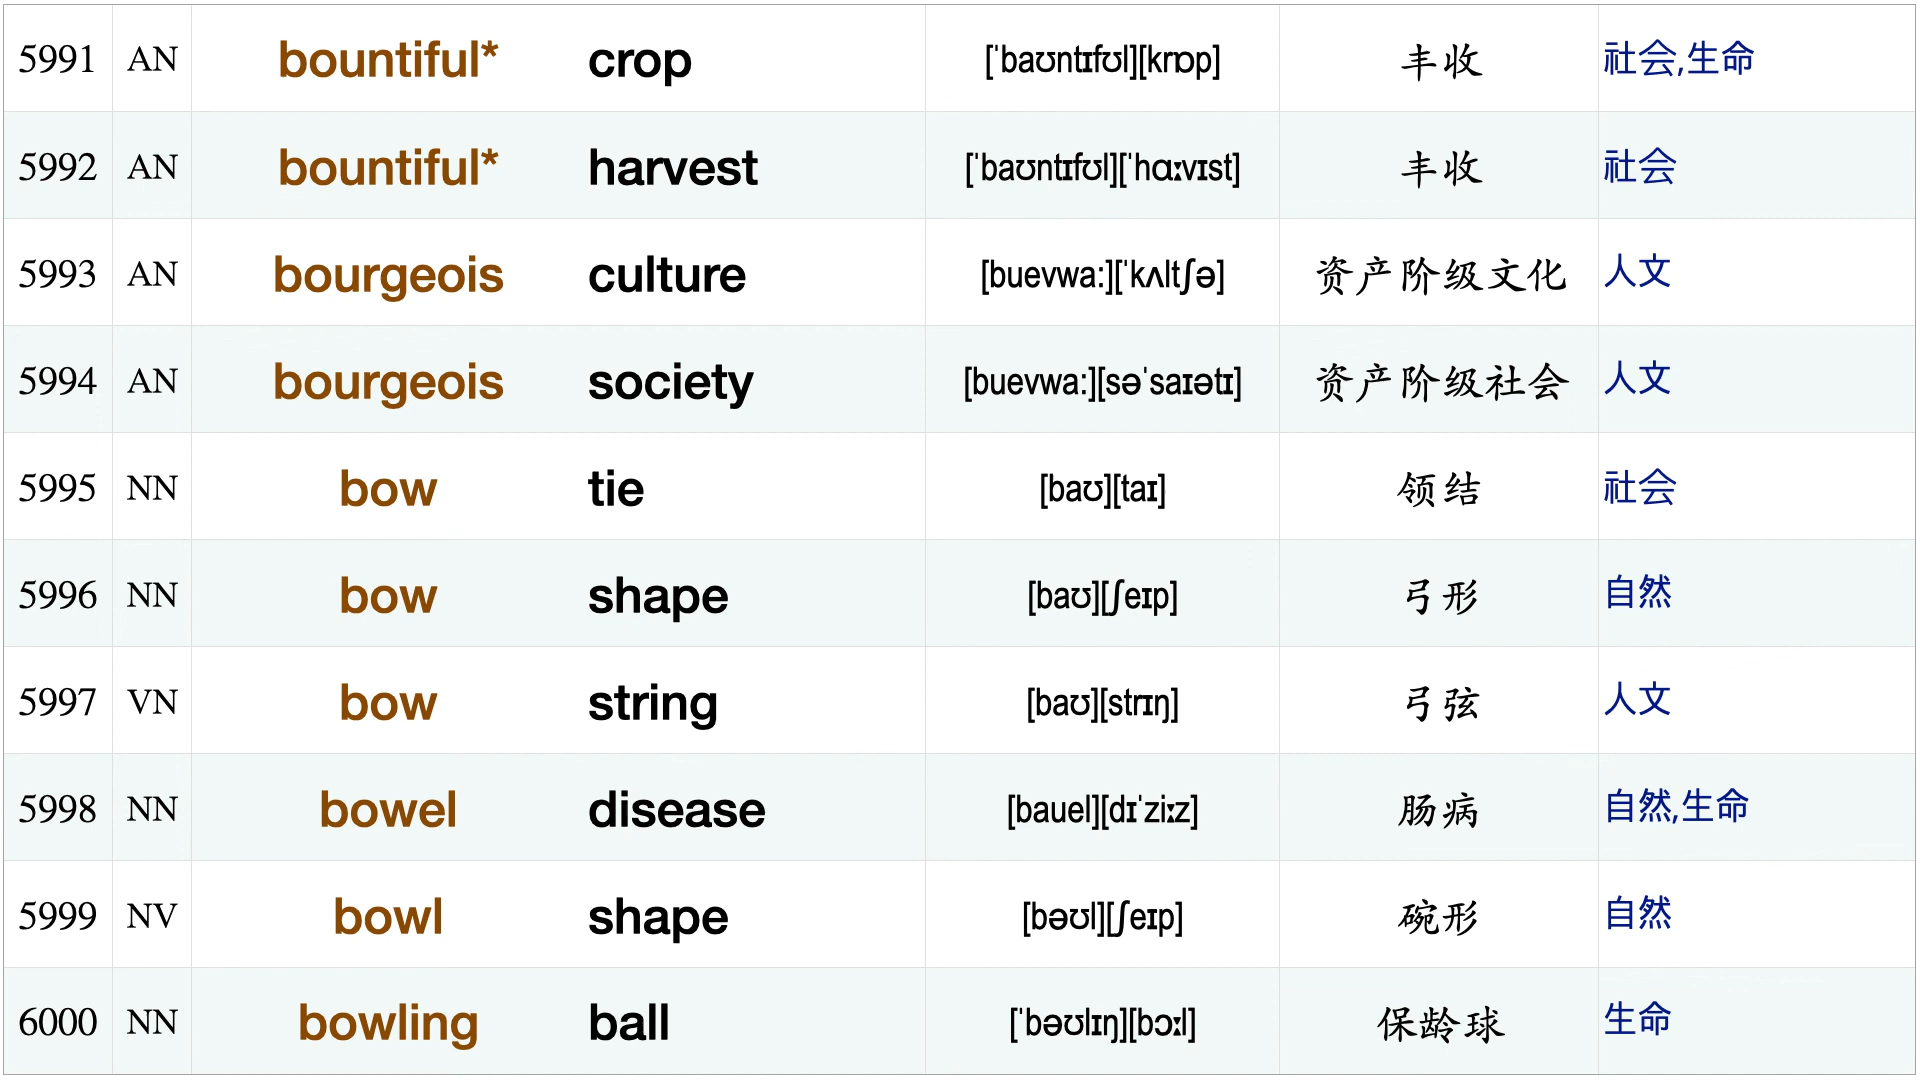 5991 AN bountiful* crop [ˈbaʊntɪfʊl][krɒp] 丰收 社会,生命
5992 AN bountiful* harvest [ˈbaʊntɪfʊl][ˈhɑːvɪst] 丰收 社会
5993 AN bourgeois culture [buevwa:][ˈkʌltʃə] 资产阶级文化 人文
5994 AN bourgeois society [buevwa:][səˈsaɪətɪ] 资产阶级社会 人文
5995 NN bow tie [baʊ][taɪ] 领结 社会
5996 NN bow shape [baʊ][ʃeɪp] 弓形 自然
5997 VN bow string [baʊ][strɪŋ] 弓弦 人文
5998 NN bowel disease [bauel][dɪˈziːz] 肠病 自然,生命
5999 NV bowl shape [bəʊl][ʃeɪp] 碗形 自然
6000 NN bowling ball [ˈbəʊlɪŋ][bɔːl] 保龄球 生命